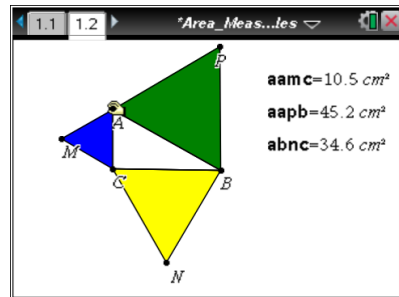 1.1 1.2 *Area_Meas...les
P
aamc=10.5 cm²
A
aapb=45.2 cm²
M
abnc=34.6 cm²
C
B
N